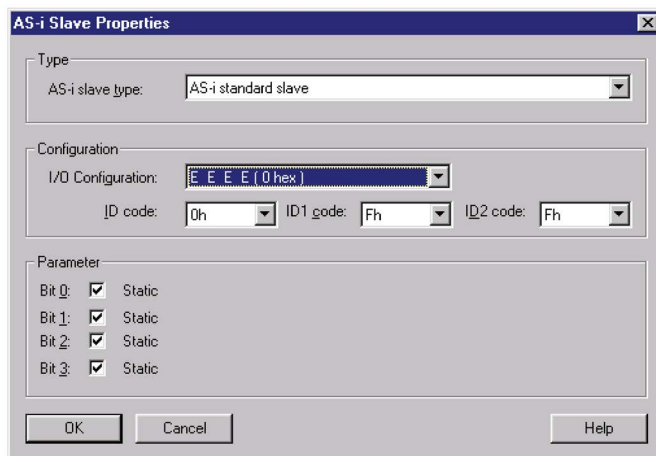 AS-i Slave Properties
Type
AS-i slave type: AS-i standard slave
Configuration
I/O Configuration: E E E E ( 0 hex )
ID code: 0h ID1 code: Fh ID2 code: Fh
Parameter
Bit 0: Static
Bit 1: Static
Bit 2: Static
Bit 3: Static
OK Cancel Help